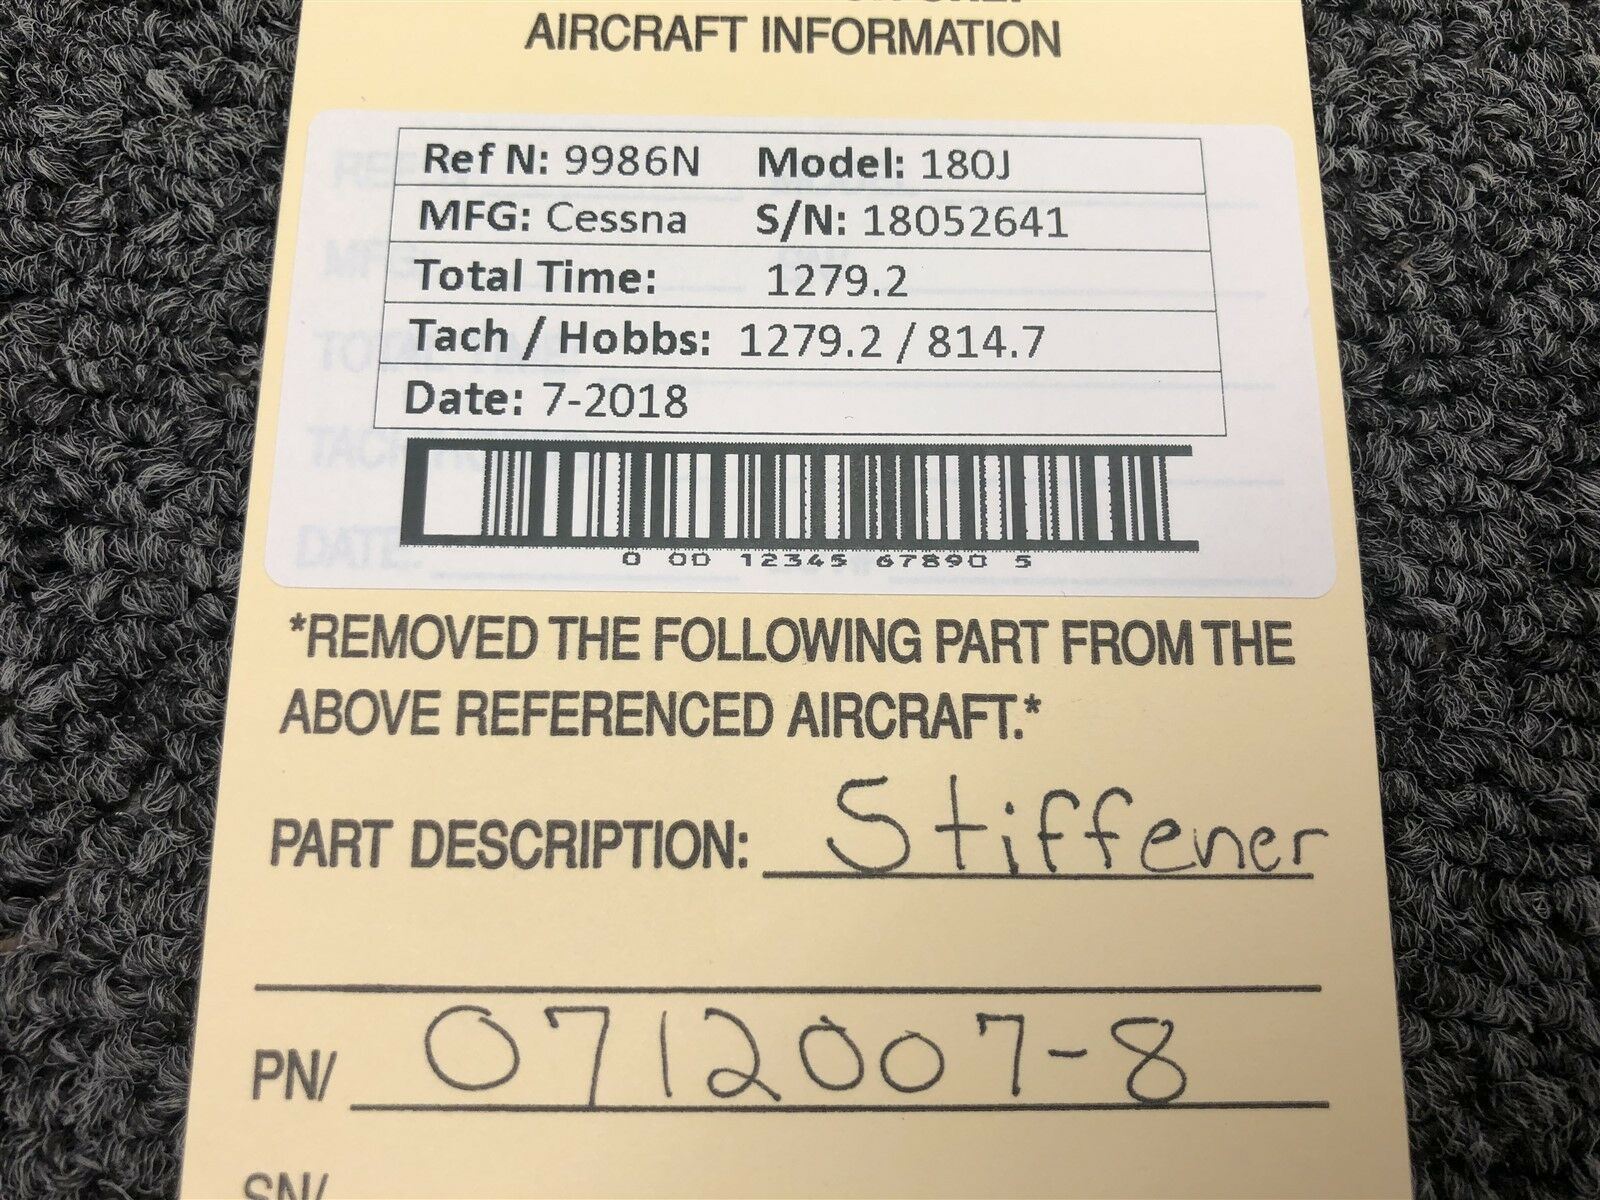 AIRCRAFT INFORMATION
Ref N: 9986N Model: 180J
MFG: Cessna S/N: 18052641
Total Time: 1279.2
Tach / Hobbs: 1279.2 / 814.7
Date: 7-2018
0 00 12345 67890 5
*REMOVED THE FOLLOWING PART FROM THE
ABOVE REFERENCED AIRCRAFT.*
PART DESCRIPTION: Stiffener
PN/ 0712007-8
SN/